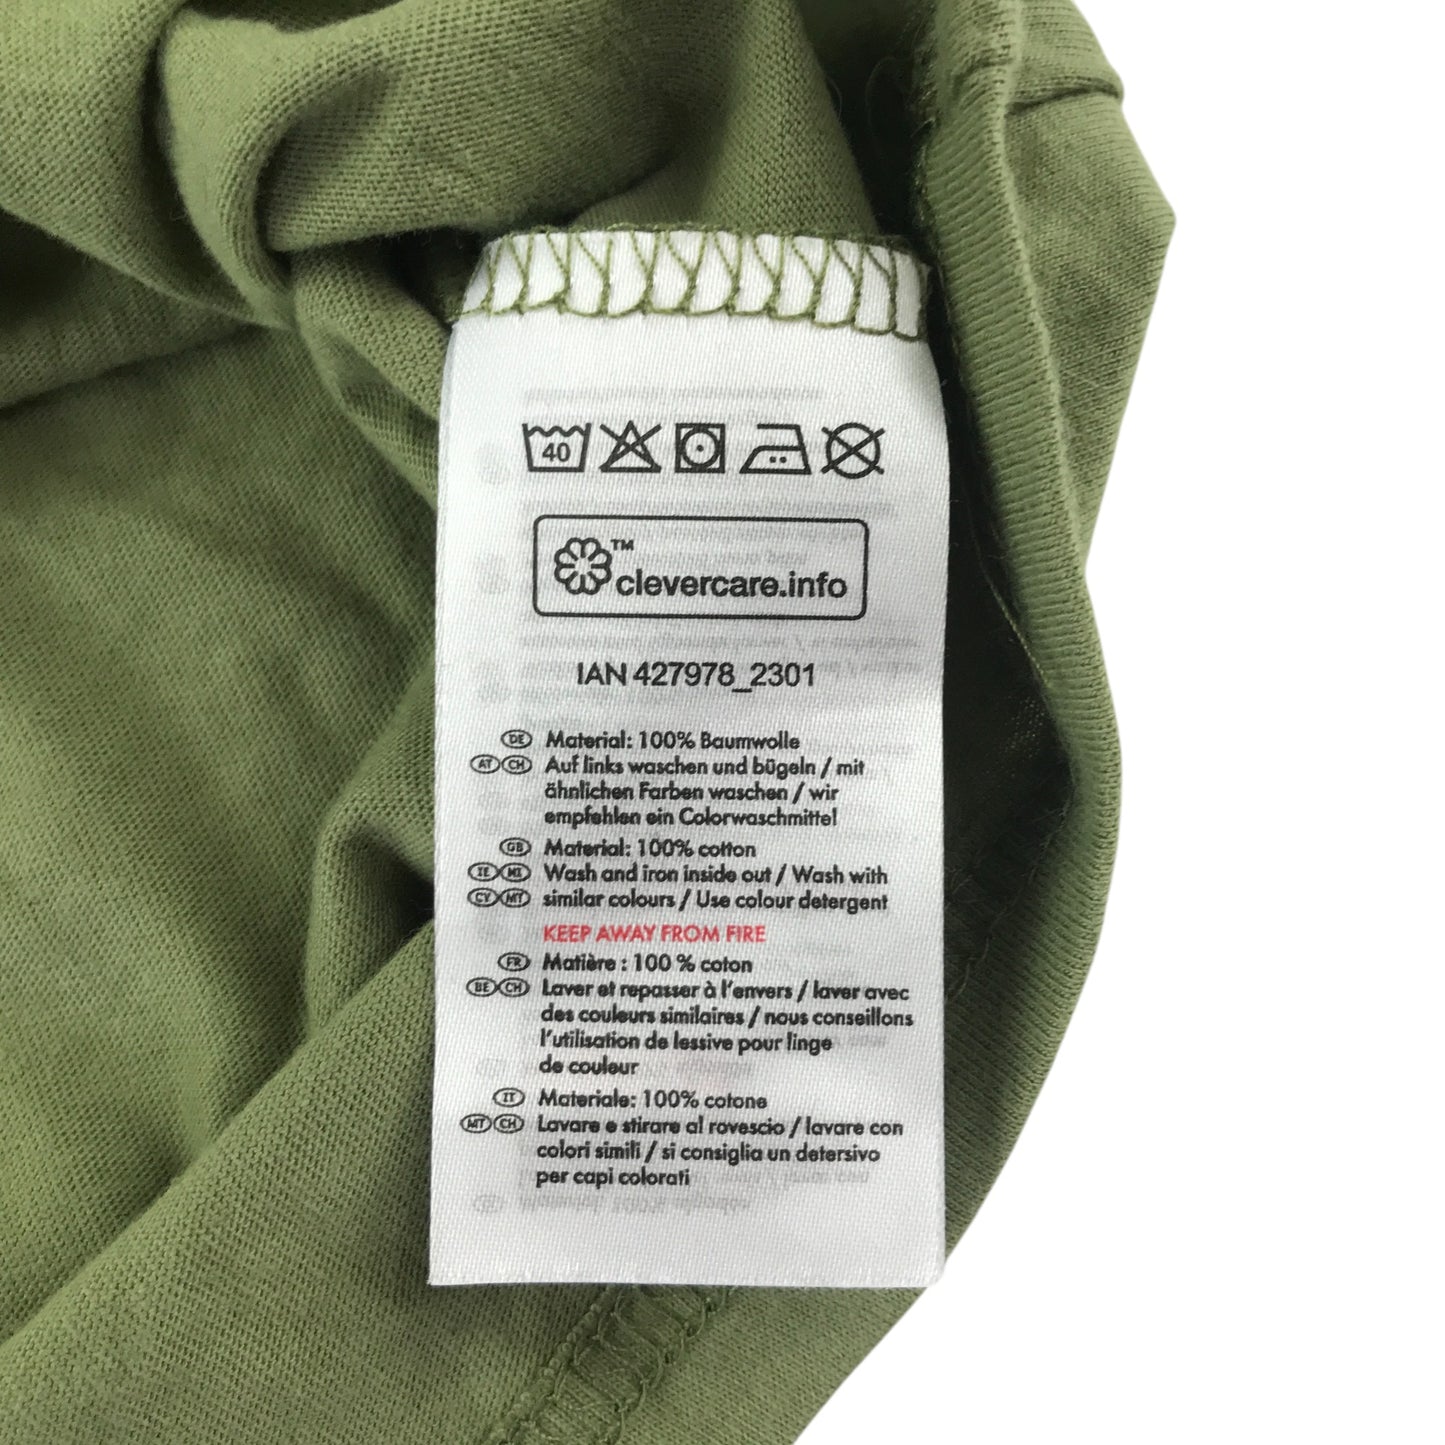 40
™
clevercare.info
IAN 427978_2301
DE Material: 100% Baumwolle
AT CH Auf links waschen und bügeln / mit
ähnlichen Farben waschen / wir
empfehlen ein Colorwaschmittel
GB Material: 100% cotton
IE NI Wash and iron inside out / Wash with
CY MT similar colours / Use colour detergent
KEEP AWAY FROM FIRE
FR Matière : 100 % coton
BE CH Laver et repasser à l'envers / laver avec
des couleurs similaires / nous conseillons
l'utilisation de lessive pour linge
de couleur
IT Materiale: 100% cotone
MT CH Lavare e stirare al rovescio / lavare con
colori simili / si consiglia un detersivo
per capi colorati